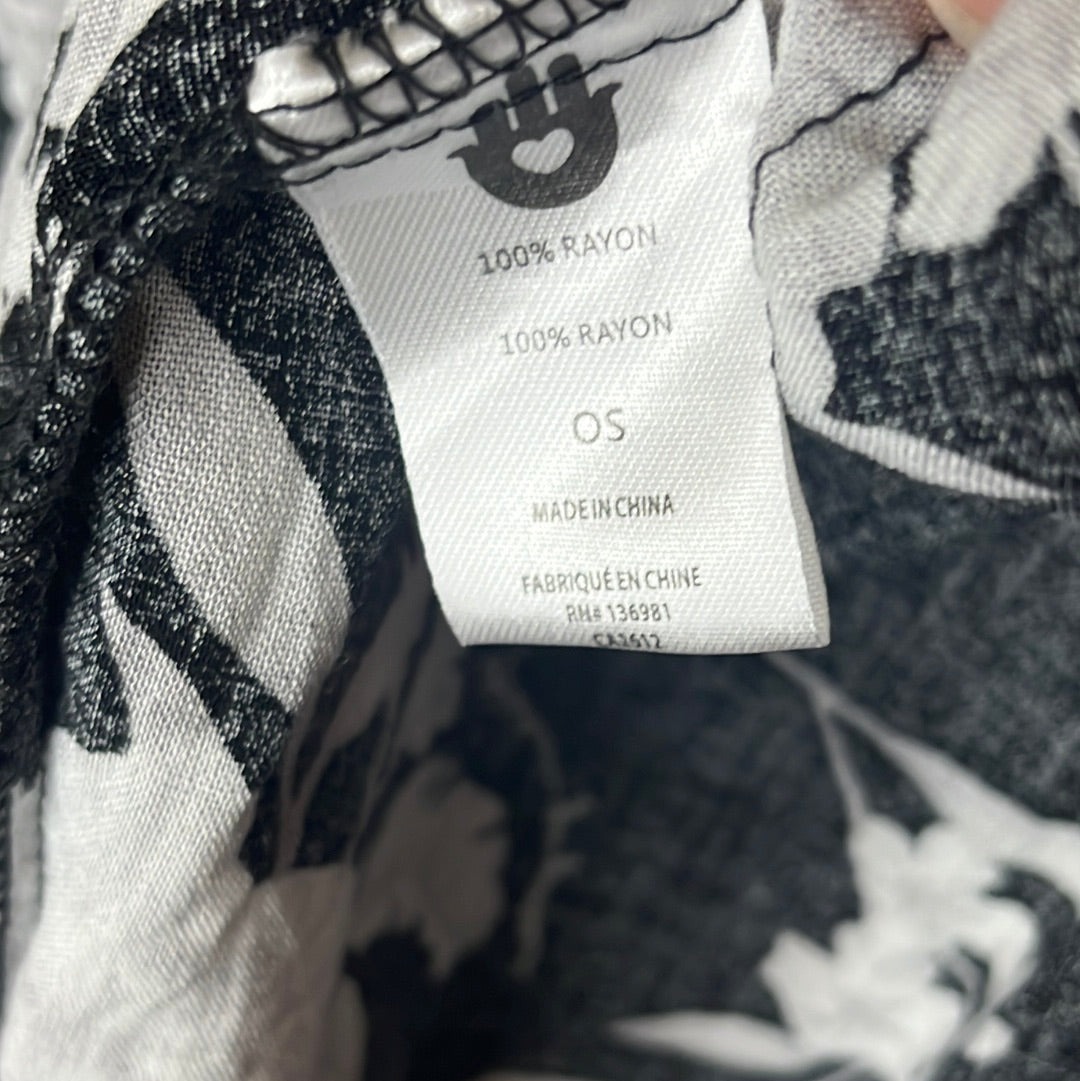 100% RAYON
100% RAYON
OS
MADE IN CHINA
FABRIQUÉ EN CHINE
RN# 136981